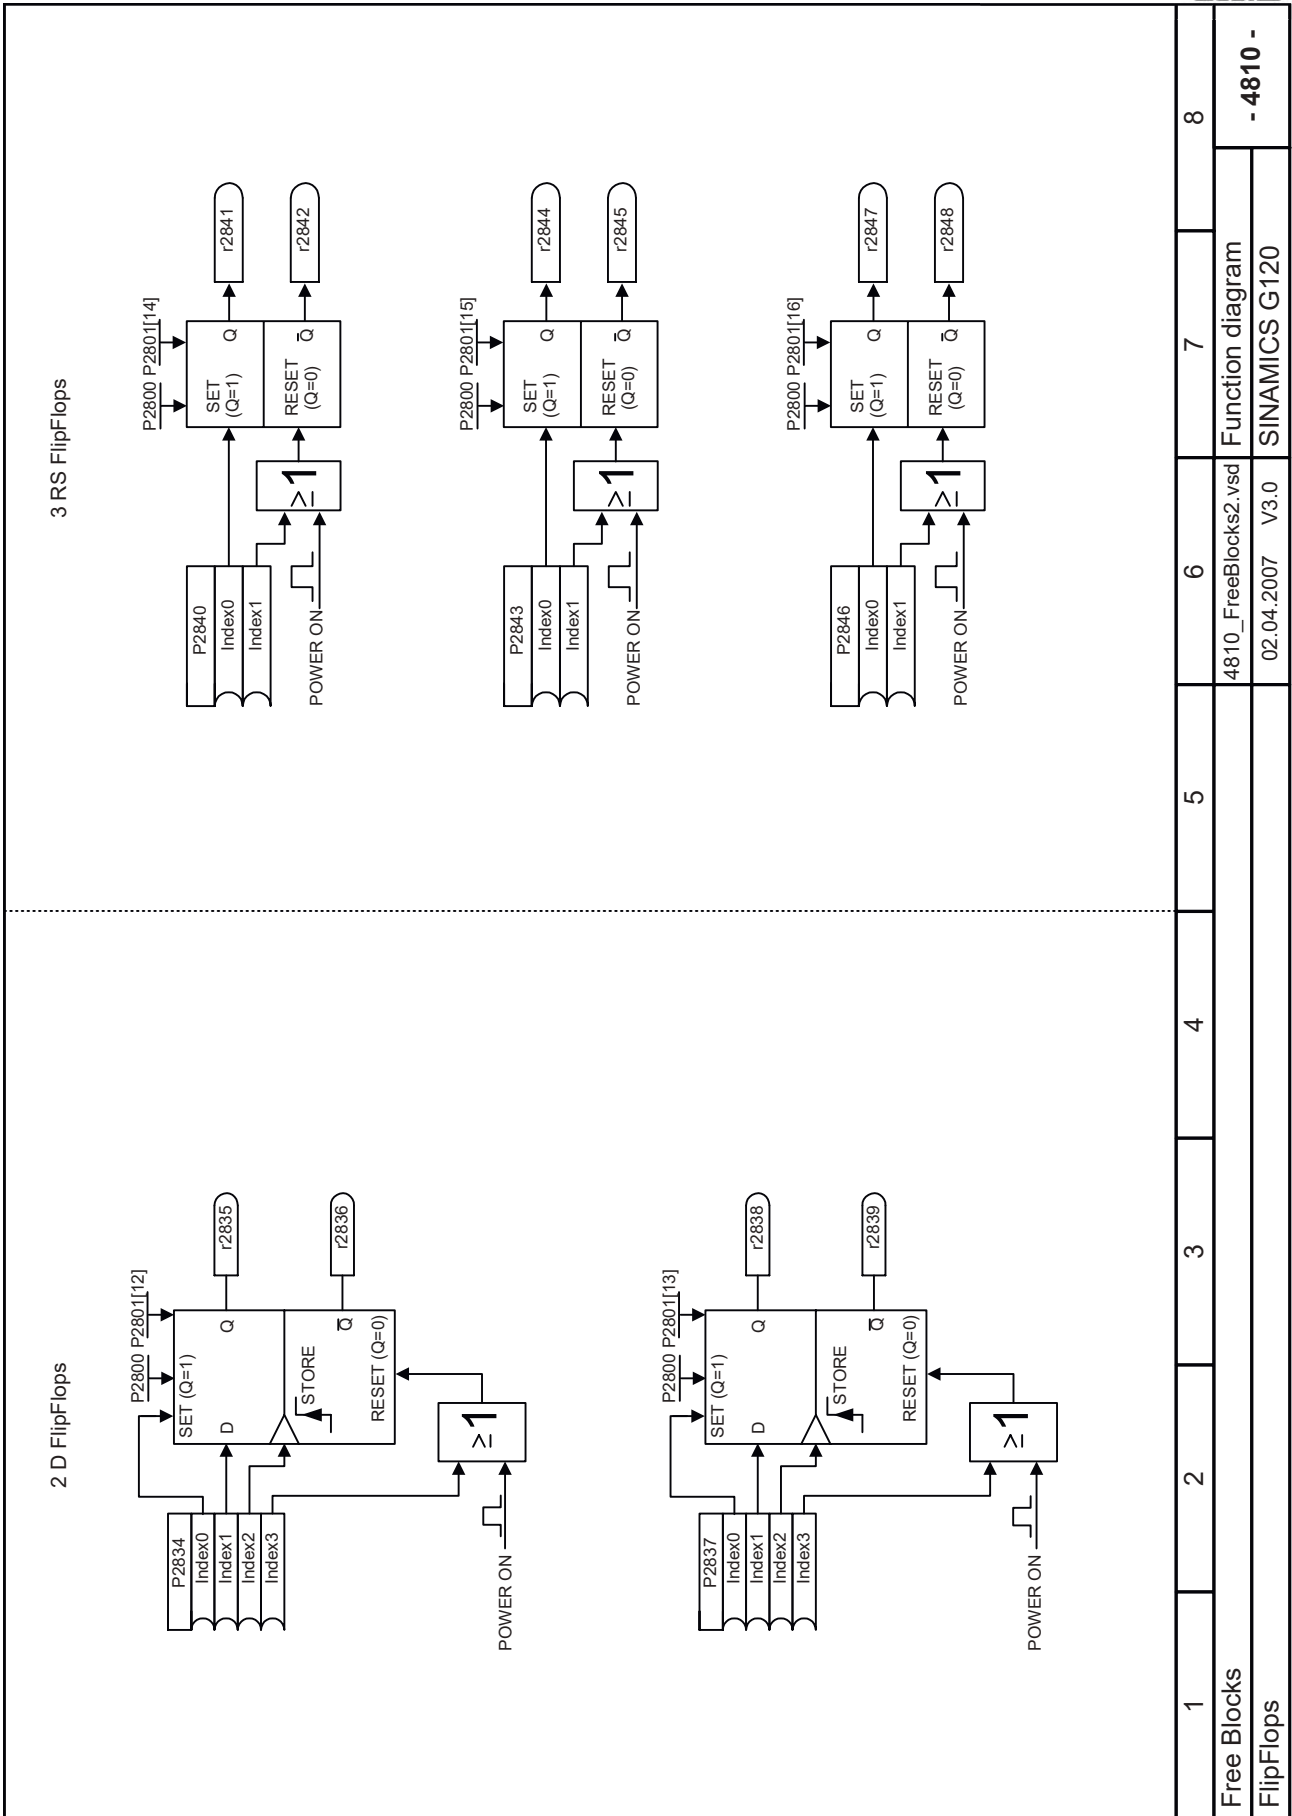 2 D FlipFlops
P2800 P2801[12]
P2834
Index0
Index1
Index2
Index3
SET (Q=1)
D
Q
STORE
Q̅
RESET (Q=0)
≥1
POWER ON
r2835
r2836
P2800 P2801[13]
P2837
Index0
Index1
Index2
Index3
SET (Q=1)
D
Q
STORE
Q̅
RESET (Q=0)
≥1
POWER ON
r2838
r2839
3 RS FlipFlops
P2800 P2801[14]
P2840
Index0
Index1
POWER ON
≥1
SET
(Q=1)
Q
RESET
(Q=0)
Q̅
r2841
r2842
P2800 P2801[15]
P2843
Index0
Index1
POWER ON
≥1
SET
(Q=1)
Q
RESET
(Q=0)
Q̅
r2844
r2845
P2800 P2801[16]
P2846
Index0
Index1
POWER ON
≥1
SET
(Q=1)
Q
RESET
(Q=0)
Q̅
r2847
r2848
1 2 3 4 5 6 7 8
Free Blocks 4810_FreeBlocks2.vsd Function diagram - 4810 -
FlipFlops 02.04.2007 V3.0 SINAMICS G120